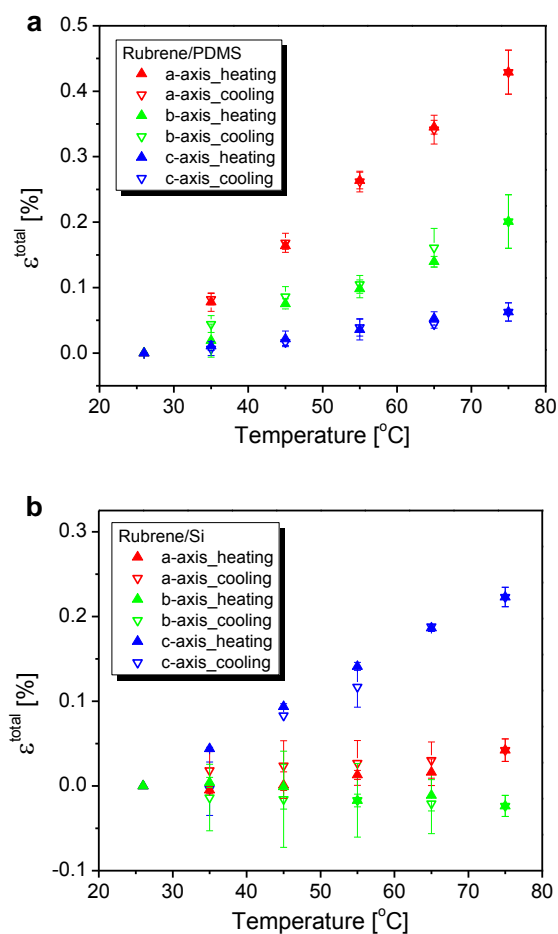 a
0.5
0.4
0.3
0.2
0.1
0.0
ε^total [%]
Rubrene/PDMS
a-axis_heating
a-axis_cooling
b-axis_heating
b-axis_cooling
c-axis_heating
c-axis_cooling
20 30 40 50 60 70 80
Temperature [°C]
b
0.3
0.2
0.1
0.0
-0.1
ε^total [%]
Rubrene/Si
a-axis_heating
a-axis_cooling
b-axis_heating
b-axis_cooling
c-axis_heating
c-axis_cooling
20 30 40 50 60 70 80
Temperature [°C]